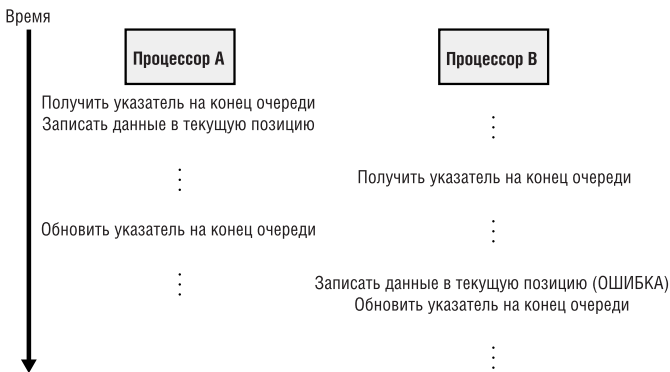 Время
Процессор A
Процессор B
Получить указатель на конец очереди
Записать данные в текущую позицию
Получить указатель на конец очереди
Обновить указатель на конец очереди
Записать данные в текущую позицию (ОШИБКА)
Обновить указатель на конец очереди